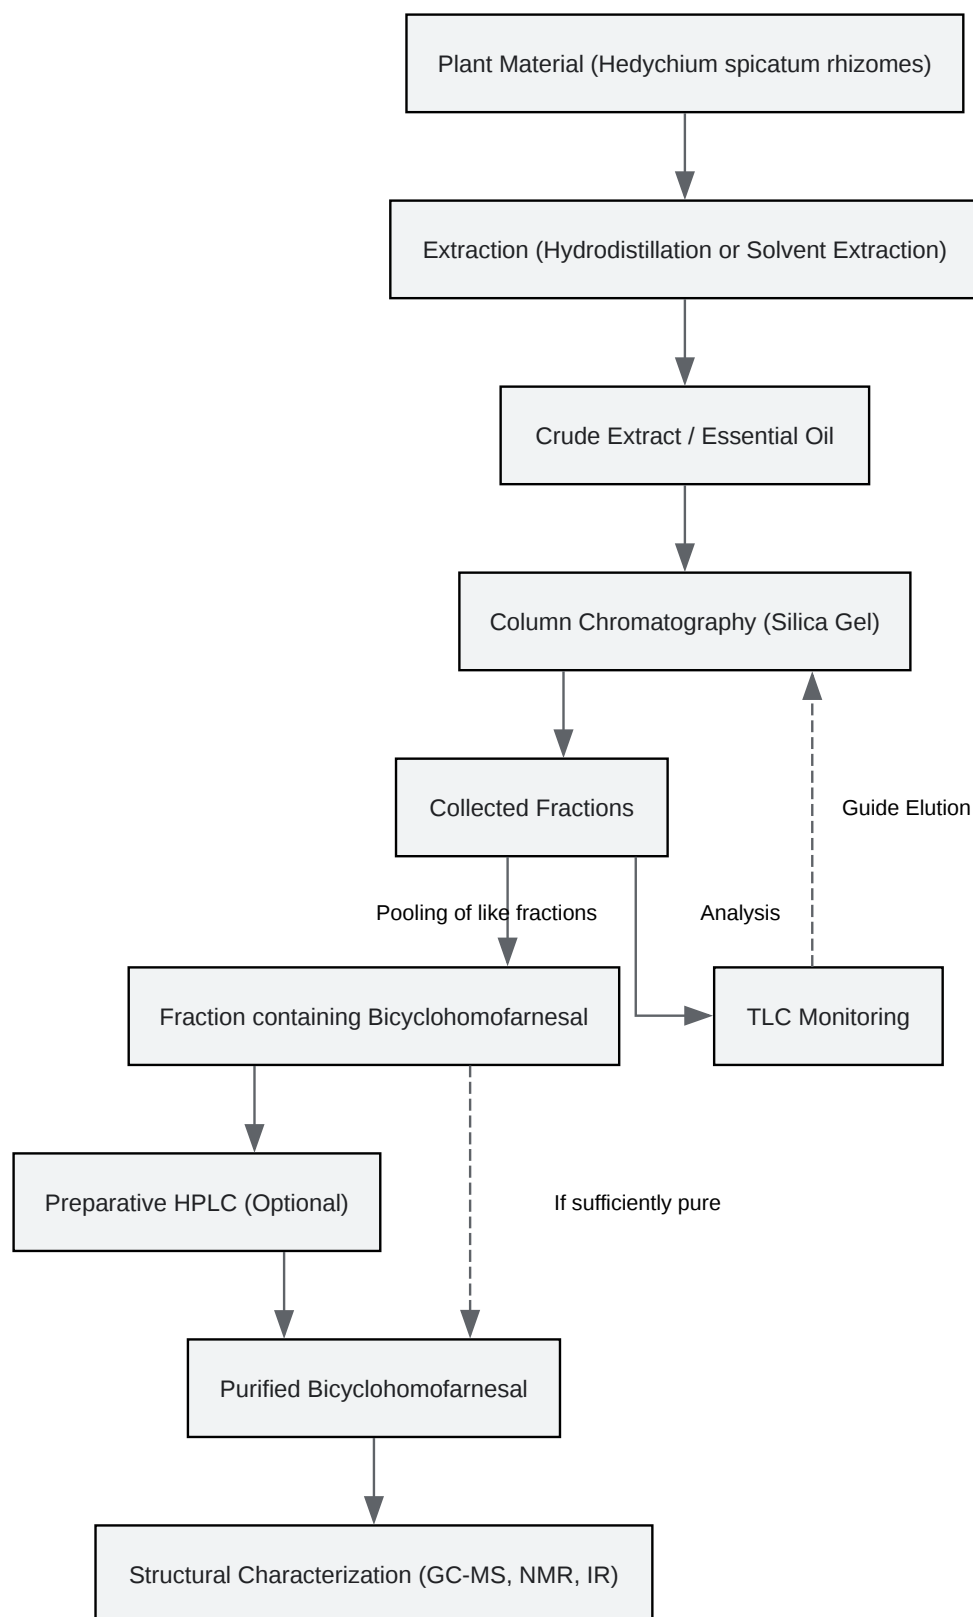 Plant Material (Hedychium spicatum rhizomes)
Extraction (Hydrodistillation or Solvent Extraction)
Crude Extract / Essential Oil
Column Chromatography (Silica Gel)
Collected Fractions
Guide Elution
Pooling of like fractions
Analysis
Fraction containing Bicyclohomofarnesal
TLC Monitoring
Preparative HPLC (Optional)
If sufficiently pure
Purified Bicyclohomofarnesal
Structural Characterization (GC-MS, NMR, IR)